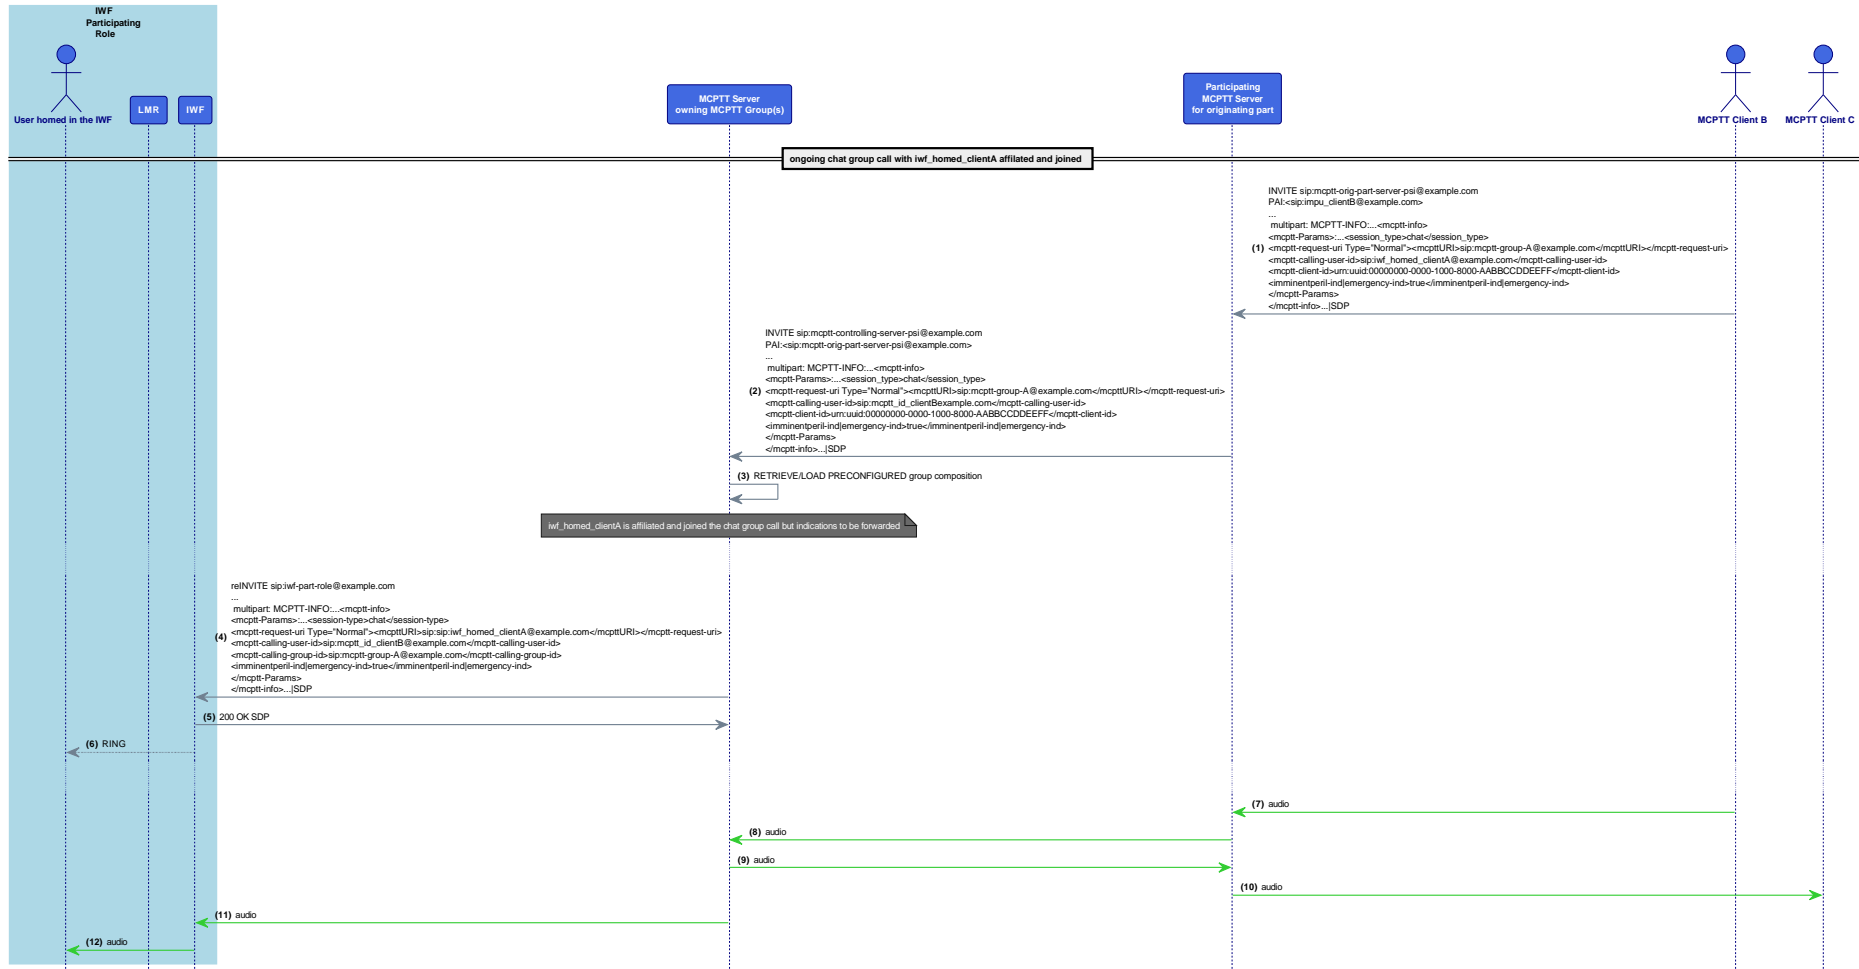 IWF
Participating
Role
User homed in the IWF
LMR
IWF
MCPTT Server
owning MCPTT Group(s)
Participating
MCPTT Server
for originating part
MCPTT Client B
MCPTT Client C
ongoing chat group call with iwf_homed_clientA affilated and joined
INVITE sip:mcptt-orig-part-server-psi@example.com
PAI:<sip:impu_clientB@example.com>
...
multipart: MCPTT-INFO:...<mcptt-info>
<mcptt-Params>:...<session_type>chat</session_type>
(1) <mcptt-request-uri Type="Normal"><mcpttURI>sip:mcptt-group-A@example.com</mcpttURI></mcptt-request-uri>
<mcptt-calling-user-id>sip:iwf_homed_clientA@example.com</mcptt-calling-user-id>
<mcptt-client-id>urn:uuid:00000000-0000-1000-8000-AABBCCDDEEFF</mcptt-client-id>
<imminentperil-ind|emergency-ind>true</imminentperil-ind|emergency-ind>
</mcptt-Params>
</mcptt-info>...|SDP
INVITE sip:mcptt-controlling-server-psi@example.com
PAI:<sip:mcptt-orig-part-server-psi@example.com>
...
multipart: MCPTT-INFO:...<mcptt-info>
<mcptt-Params>:...<session_type>chat</session_type>
(2) <mcptt-request-uri Type="Normal"><mcpttURI>sip:mcptt-group-A@example.com</mcpttURI></mcptt-request-uri>
<mcptt-calling-user-id>sip:mcptt_id_clientBexample.com</mcptt-calling-user-id>
<mcptt-client-id>urn:uuid:00000000-0000-1000-8000-AABBCCDDEEFF</mcptt-client-id>
<imminentperil-ind|emergency-ind>true</imminentperil-ind|emergency-ind>
</mcptt-Params>
</mcptt-info>...|SDP
(3) RETRIEVE/LOAD PRECONFIGURED group composition
iwf_homed_clientA is affiliated and joined the chat group call but indications to be forwarded
reINVITE sip:iwf-part-role@example.com
...
multipart: MCPTT-INFO:...<mcptt-info>
<mcptt-Params>:...<session-type>chat</session-type>
(4) <mcptt-request-uri Type="Normal"><mcpttURI>sip:sip:iwf_homed_clientA@example.com</mcpttURI></mcptt-request-uri>
<mcptt-calling-user-id>sip:mcptt_id_clientB@example.com</mcptt-calling-user-id>
<mcptt-calling-group-id>sip:mcptt-group-A@example.com</mcptt-calling-group-id>
<imminentperil-ind|emergency-ind>true</imminentperil-ind|emergency-ind>
</mcptt-Params>
</mcptt-info>...|SDP
(5) 200 OK SDP
(6) RING
(7) audio
(8) audio
(9) audio
(10) audio
(11) audio
(12) audio